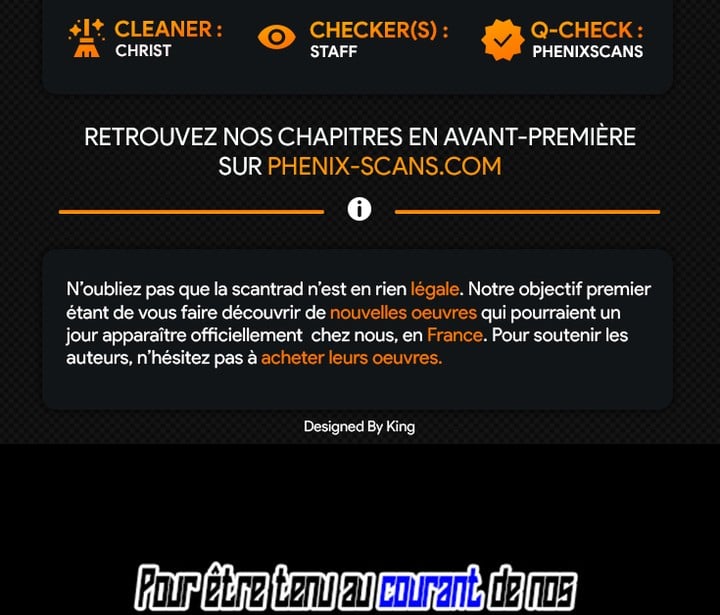 CLEANER :
CHRIST
CHECKER(S) :
STAFF
Q-CHECK :
PHENIXSCANS
RETROUVEZ NOS CHAPITRES EN AVANT-PREMIÈRE
SUR PHENIX-SCANS.COM
N'oubliez pas que la scantrad n'est en rien légale. Notre objectif premier
étant de vous faire découvrir de nouvelles oeuvres qui pourraient un
jour apparaître officiellement chez nous, en France. Pour soutenir les
auteurs, n'hésitez pas à acheter leurs oeuvres.
Designed By King
Pour être tenu au courant de nos